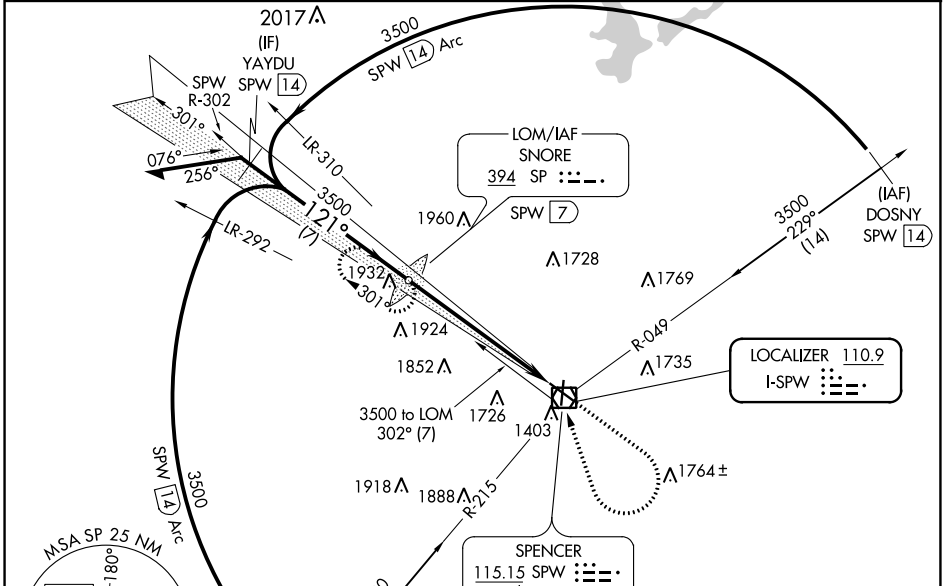 2017
3500
SPW 14 Arc
(IF)
YAYDU
SPW 14
SPW
R-302
301°
076°
256°
LR-310
LR-292
3500
121°
(7)
LOM/IAF
SNORE
394 SP
SPW 7
1960
1728
1769
3500
229°
(14)
(IAF)
DOSNY
SPW 14
1932
301°
1924
1852
R-049
1735
LOCALIZER 110.9
I-SPW
3500 to LOM
302° (7)
1726
1403
1764±
1918
1888
R-215
SPW 14 Arc
3500
MSA SP 25 NM
180°
SPENCER
115.15 SPW